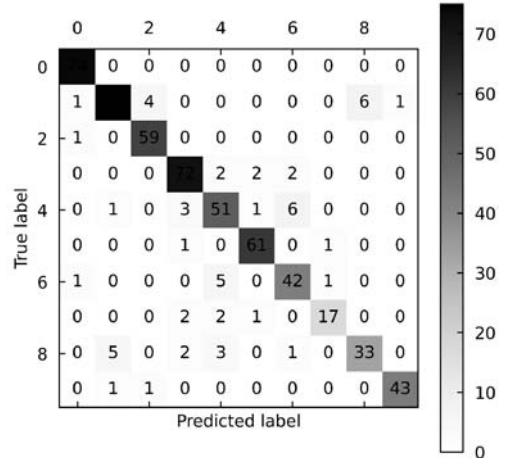 0 2 4 6 8
0 74 0 0 0 0 0 0 0 0 0
1 4 0 0 0 0 0 6 1
2 1 0 59 0 0 0 0 0 0 0
0 0 0 72 2 2 2 0 0 0
4 0 1 0 3 51 1 6 0 0 0
0 0 0 1 0 61 0 1 0 0
6 1 0 0 0 5 0 42 1 0 0
0 0 0 2 2 1 0 17 0 0
8 0 5 0 2 3 0 1 0 33 0
0 1 1 0 0 0 0 0 0 43
True label
Predicted label
70
60
50
40
30
20
10
0